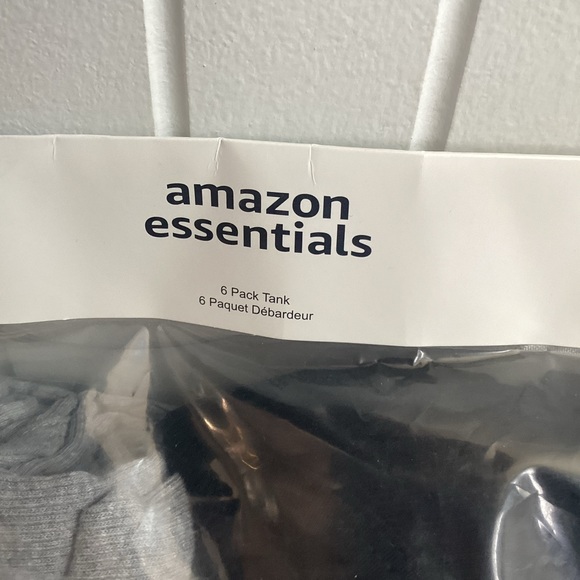 amazon
essentials
6 Pack Tank
6 Paquet Débardeur